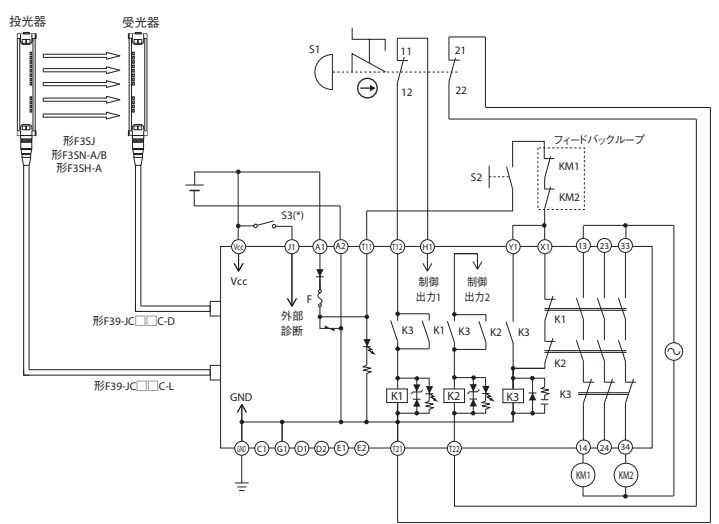 投光器
受光器
S1
11
21
12
22
形F3SJ
形F3SN-A/B
形F3SH-A
フィードバックループ
S2
KM1
KM2
S3(*)
Vcc
J1
A1
A2
T11
T12
H1
Y1
X1
13
23
33
Vcc
外部
診断
F
制御
出力1
制御
出力2
K3
K1
K3
K2
K3
K1
K2
K3
形F39-JC□□C-D
形F39-JC□□C-L
GND
K1
K2
K3
GND
C1
G1
D1
D2
E1
E2
T21
T22
14
24
34
KM1
KM2